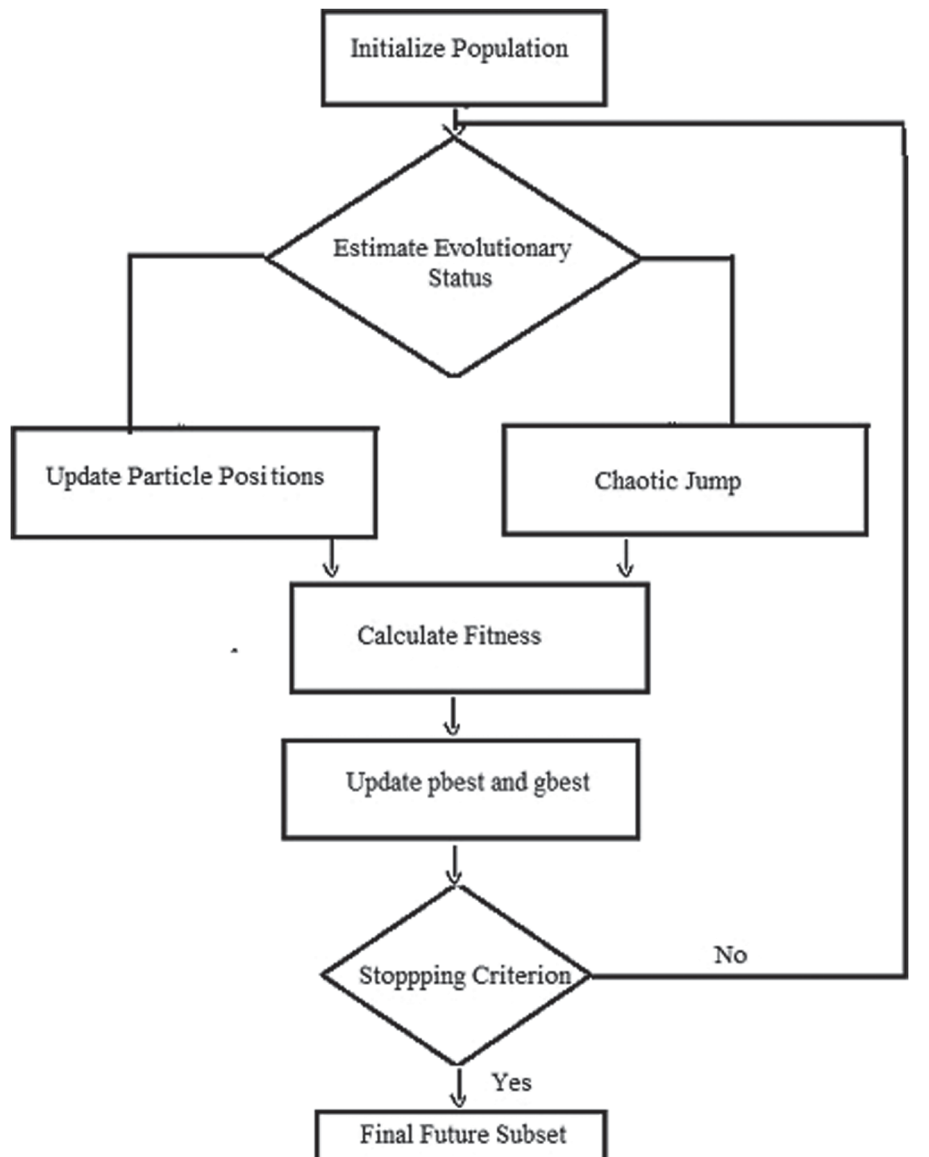 Initialize Population
Estimate Evolutionary
Status
Update Particle Positions
Chaotic Jump
Calculate Fitness
Update pbest and gbest
Stoppping Criterion
No
Yes
Final Future Subset